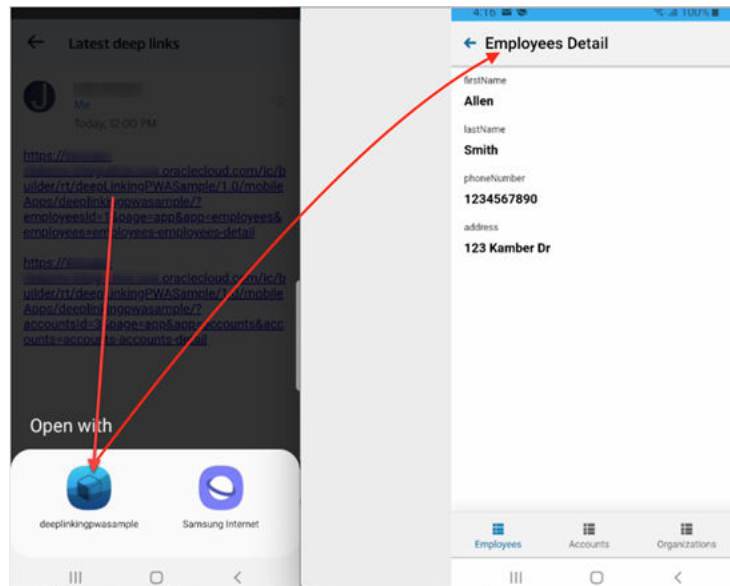 Latest deep links
J
Me
Today, 12:00 PM
https://
.oraclecloud.com/ic/b
uilder/rt/deepLinkingPWASample/1.0/mobile
Apps/deeplinkingpwasample/?
employeesId=1&page=app&app=employees&
employees=employees-employees-detail
https://
.oraclecloud.com/ic/b
uilder/rt/deepLinkingPWASample/1.0/mobile
Apps/deeplinkingpwasample/?
accountsId=3&page=app&app=accounts&acc
ounts=accounts-accounts-detail
Open with
deeplinkingpwasample
Samsung Internet
4:16
100%
Employees Detail
firstName
Allen
lastName
Smith
phoneNumber
1234567890
address
123 Kamber Dr
Employees
Accounts
Organizations